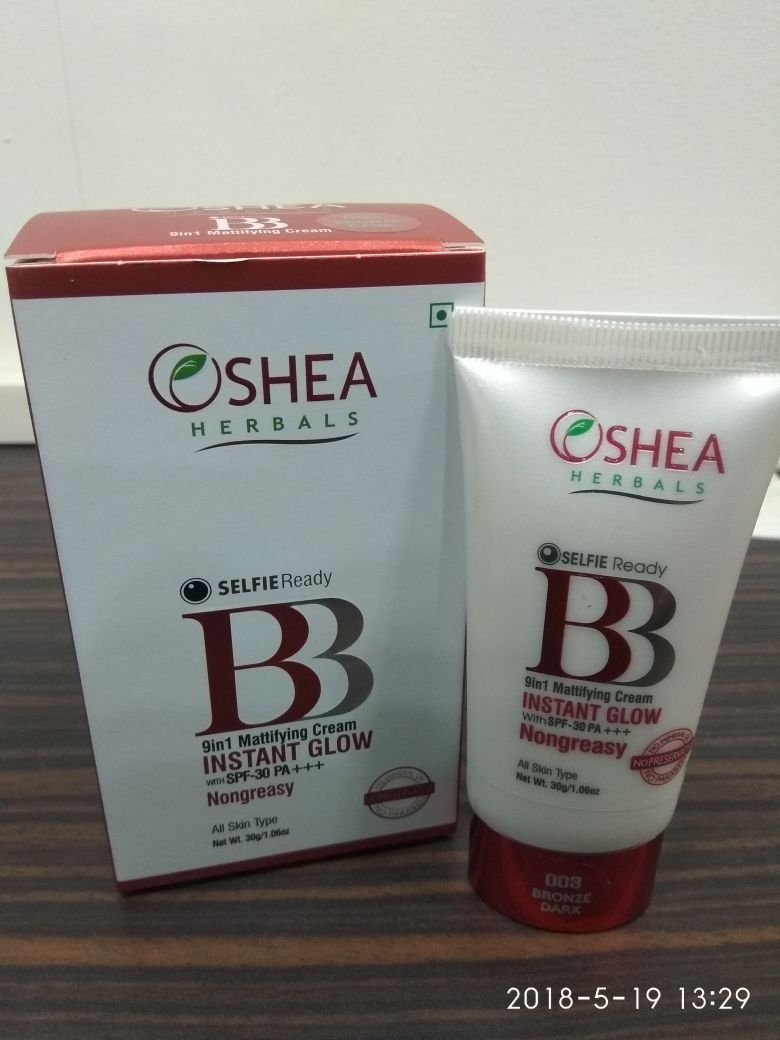 BB
9in1 Mattifying Cream
OSHEA
HERBALS
SELFIE Ready
BB
9in1 Mattifying Cream
INSTANT GLOW
WITH SPF-30 PA+++
Nongreasy
All Skin Type
Net Wt. 30g/1.06oz
OSHEA
HERBALS
SELFIE Ready
BB
9in1 Mattifying Cream
INSTANT GLOW
With SPF-30 PA+++
Nongreasy
All Skin Type
Net Wt. 30g/1.06oz
003
BRONZE
DARK
2018-5-19 13:29